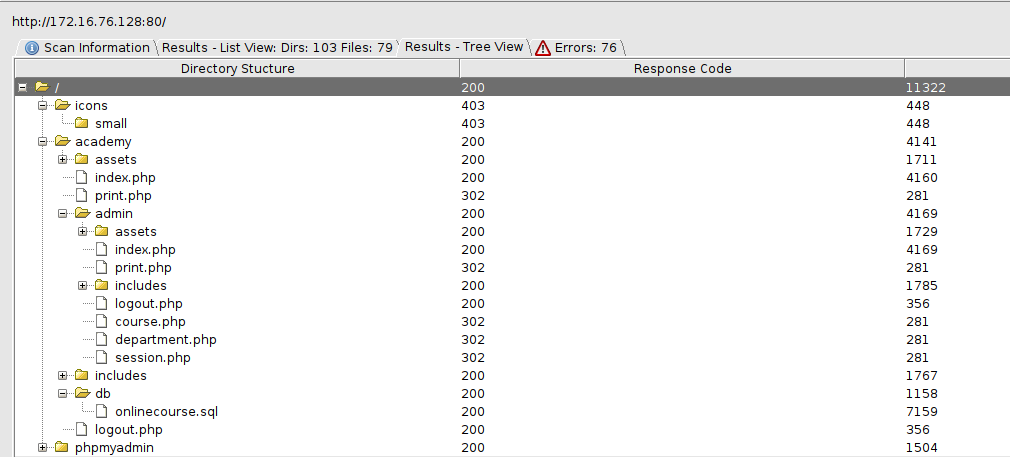 http://172.16.76.128:80/
Scan Information Results - List View: Dirs: 103 Files: 79 Results - Tree View Errors: 76
Directory Stucture Response Code
/ 200 11322
icons 403 448
small 403 448
academy 200 4141
assets 200 1711
index.php 200 4160
print.php 302 281
admin 200 4169
assets 200 1729
index.php 200 4169
print.php 302 281
includes 200 1785
logout.php 200 356
course.php 302 281
department.php 302 281
session.php 302 281
includes 200 1767
db 200 1158
onlinecourse.sql 200 7159
logout.php 200 356
phpmyadmin 200 1504